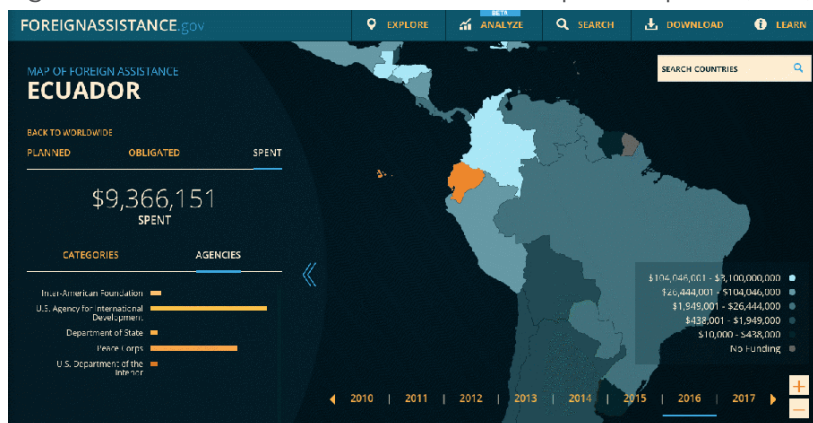 FOREIGNASSISTANCE.gov
EXPLORE
BETA
ANALYZE
SEARCH
DOWNLOAD
LEARN
MAP OF FOREIGN ASSISTANCE
ECUADOR
SEARCH COUNTRIES
BACK TO WORLDWIDE
PLANNED OBLIGATED SPENT
$9,366,151
SPENT
CATEGORIES AGENCIES
Inter-American Foundation
U.S. Agency for International
Development
Department of State
Peace Corps
U.S. Department of the
Interior
$104,046,001 - $3,100,000,000
$26,444,001 - $104,046,000
$1,949,001 - $26,444,000
$438,001 - $1,949,000
$10,000 - $438,000
No Funding
2010 | 2011 | 2012 | 2013 | 2014 | 2015 | 2016 | 2017